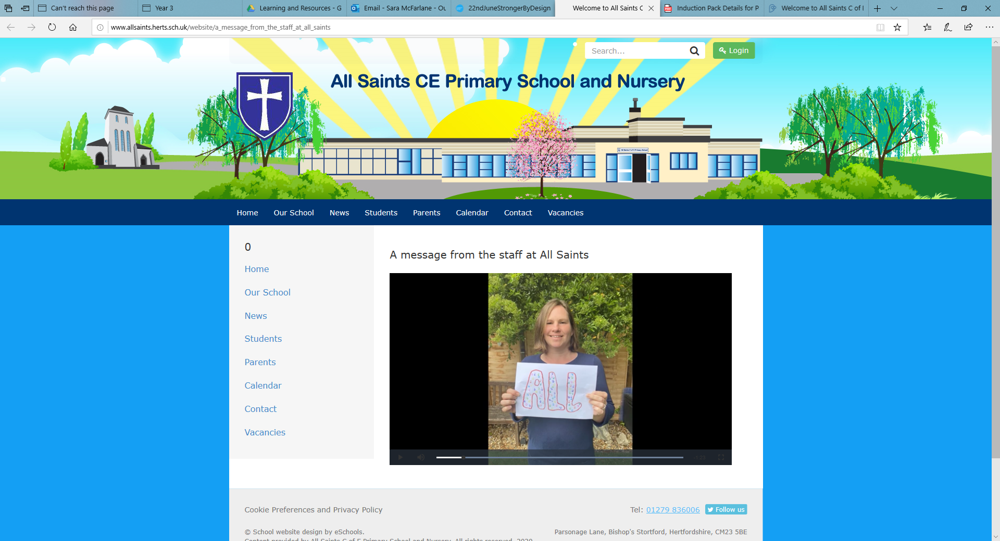 Can't reach this page
Year 3
Learning and Resources - G
Email - Sara McFarlane - Ou
22ndJuneStrongerByDesign
Welcome to All Saints C
Induction Pack Details for P
Welcome to All Saints C of E
www.allsaints.herts.sch.uk/website/a_message_from_the_staff_at_all_saints
Search...
Login
All Saints CE Primary School and Nursery
All Saints C of E Primary School
Home Our School News Students Parents Calendar Contact Vacancies
0
Home
Our School
News
Students
Parents
Calendar
Contact
Vacancies
A message from the staff at All Saints
ALL
-1:23
Cookie Preferences and Privacy Policy
Tel: 01279 836006 Follow us
© School website design by eSchools.
Parsonage Lane, Bishop's Stortford, Hertfordshire, CM23 5BE
Content provided by All Saints C of E Primary School and Nursery. All rights reserved. 2020